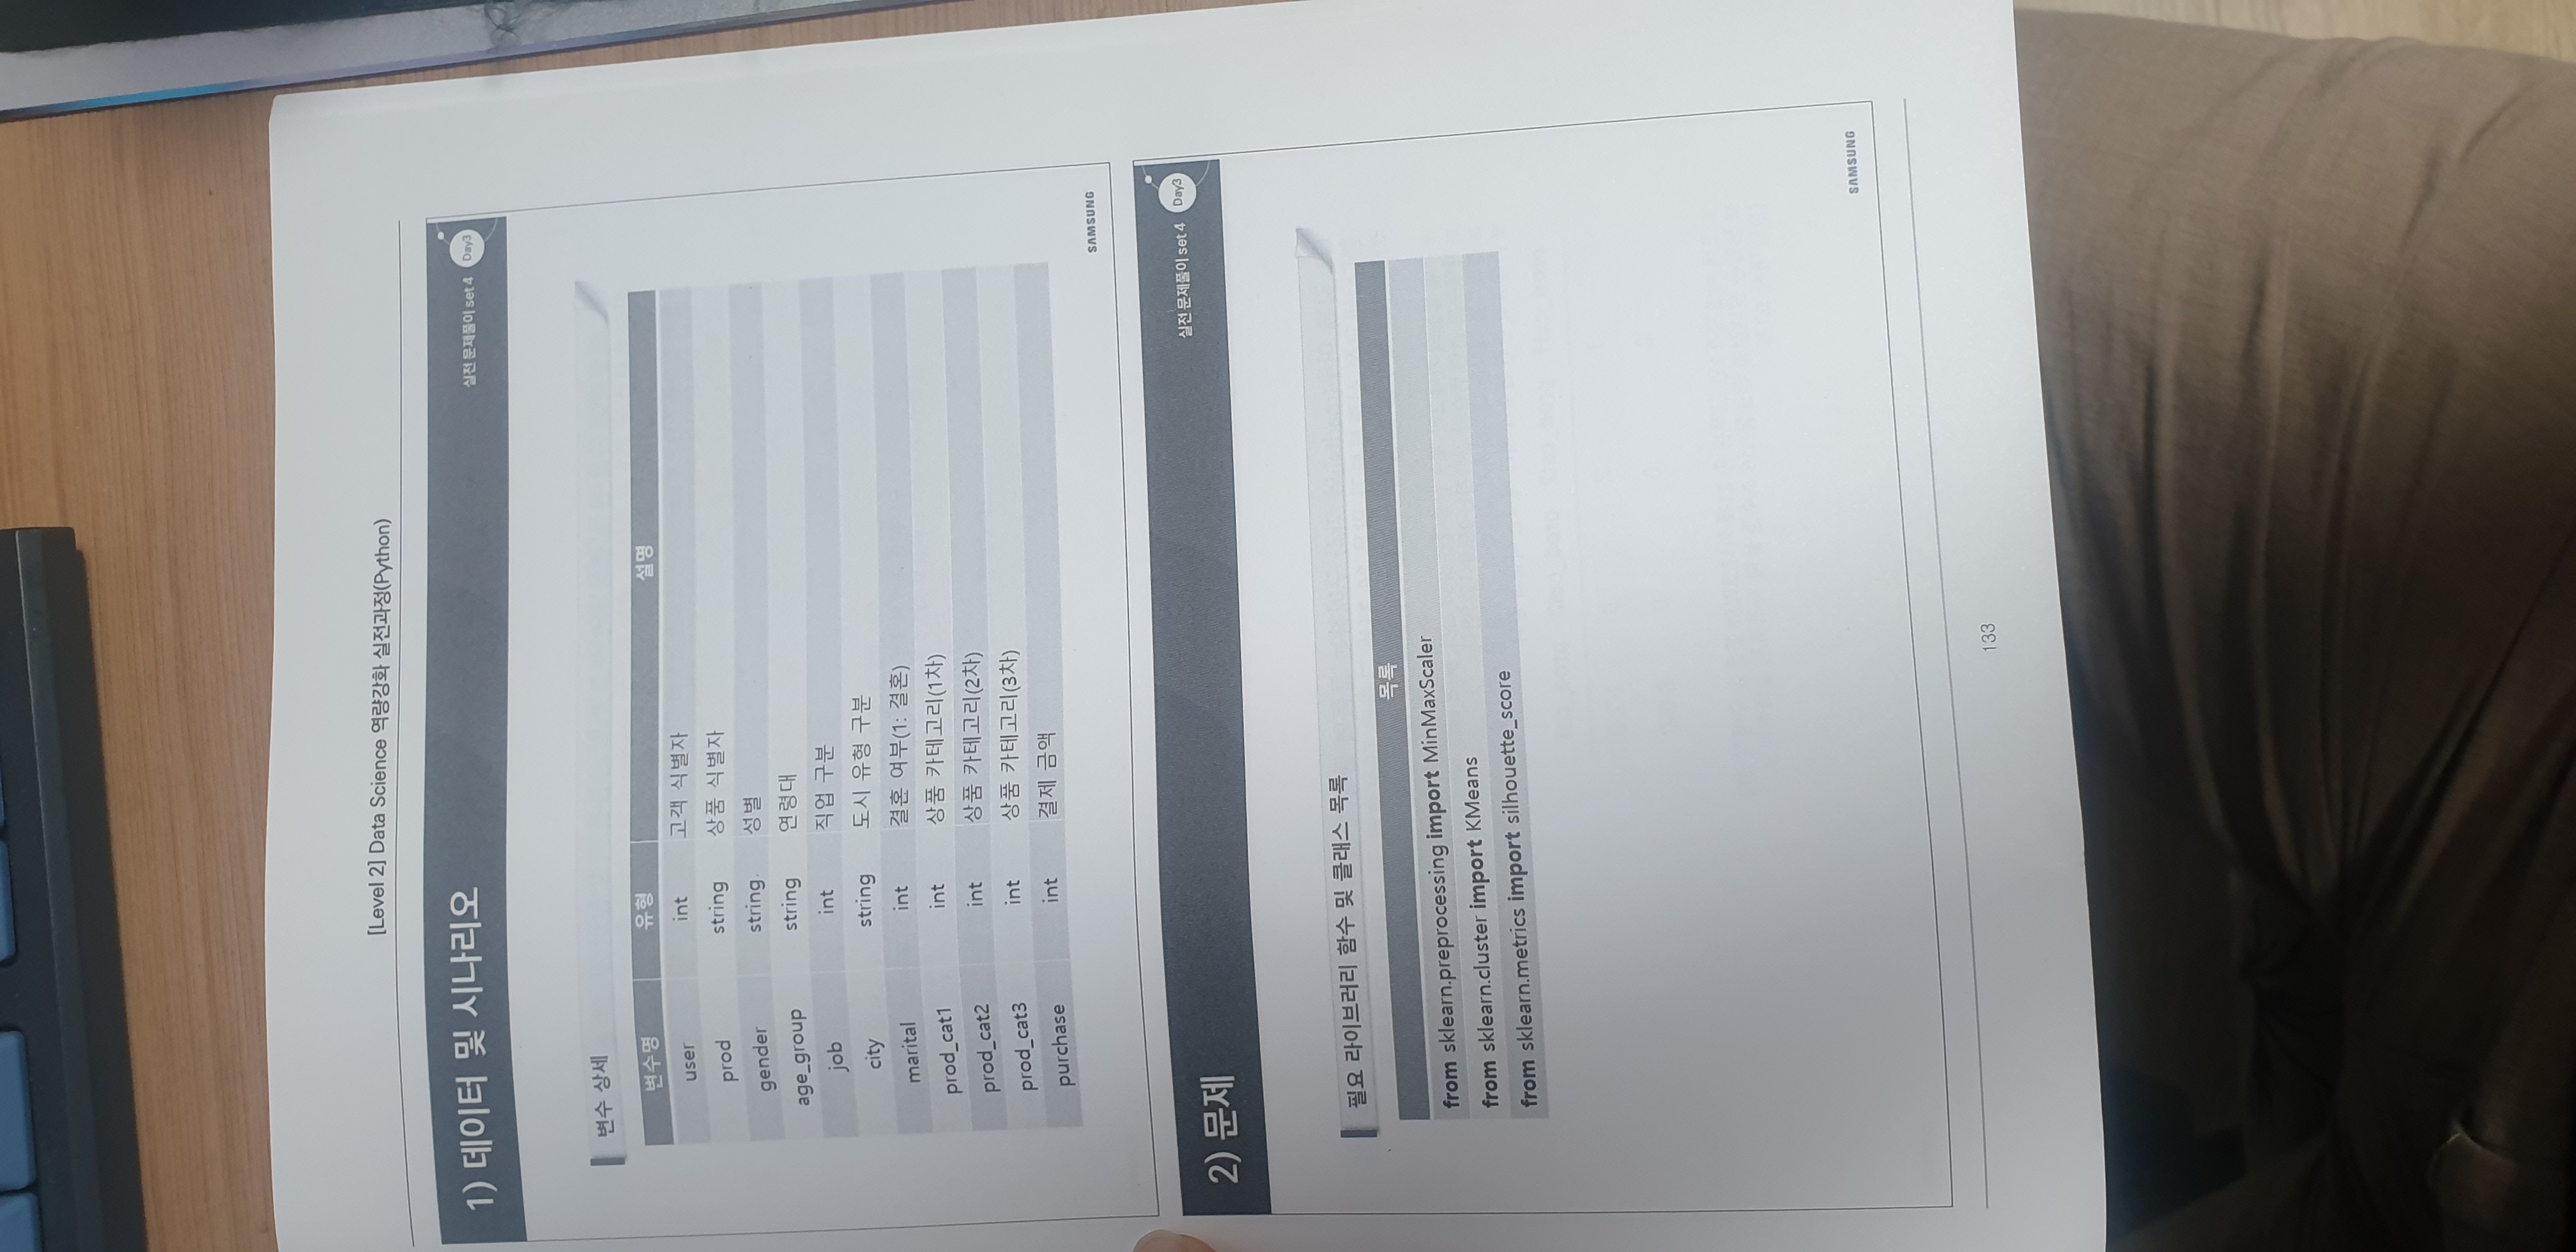 [Level 2] Data Science 역량강화 실전과정(Python)
1) 데이터 및 시나리오
실전 문제풀이 set 4 Day3
변수 상세
변수명 유형 설명
user int 고객 식별자
prod string 상품 식별자
gender string 성별
age_group string 연령대
job int 직업 구분
city string 도시 유형 구분
marital int 결혼 여부(1: 결혼)
prod_cat1 int 상품 카테고리(1차)
prod_cat2 int 상품 카테고리(2차)
prod_cat3 int 상품 카테고리(3차)
purchase int 결제 금액
SAMSUNG
2) 문제
실전 문제풀이 set 4 Day3
필요 라이브러리 함수 및 클래스 목록
목록
from sklearn.preprocessing import MinMaxScaler
from sklearn.cluster import KMeans
from sklearn.metrics import silhouette_score
SAMSUNG
133